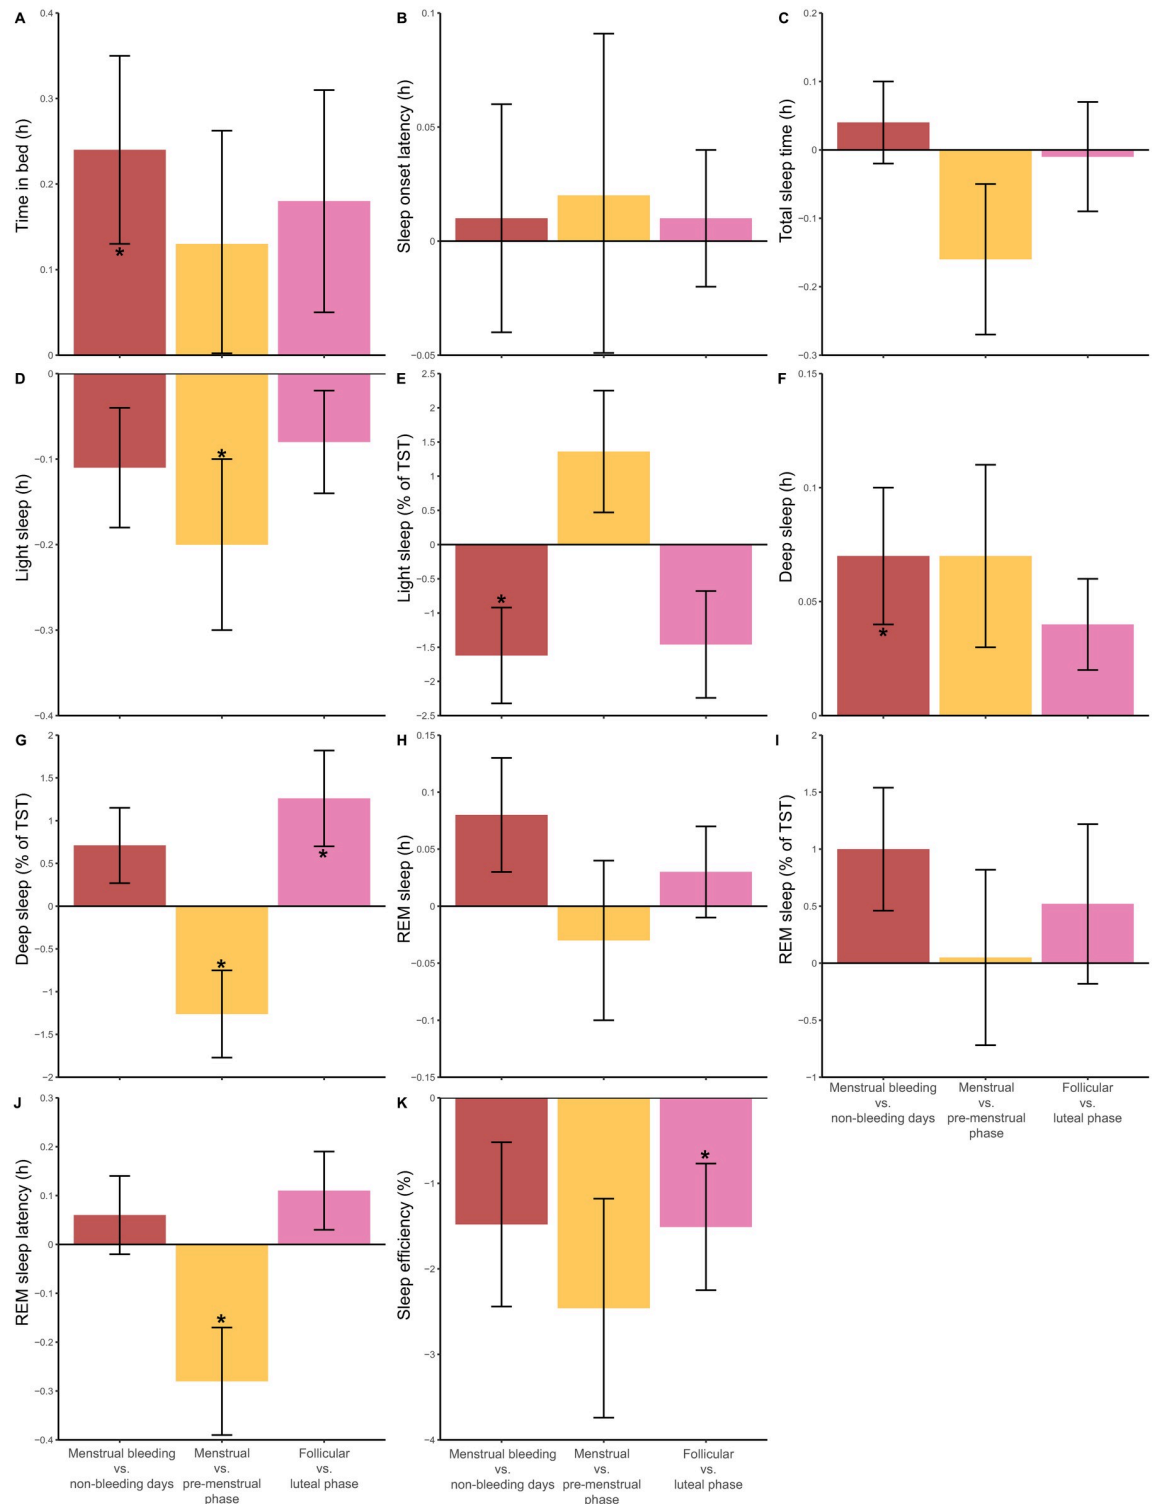 A
Time in bed (h)
0.4
0.3
0.2
0.1
0
*
B
Sleep onset latency (h)
0.1
0.05
0
−0.05
C
Total sleep time (h)
0.2
0.1
0
−0.1
−0.2
−0.3
D
Light sleep (h)
0
−0.1
−0.2
−0.3
−0.4
*
E
Light sleep (% of TST)
2.5
2
1.5
1
0.5
0
−0.5
−1
−1.5
−2
−2.5
*
F
Deep sleep (h)
0.15
0.1
0.05
0
*
G
Deep sleep (% of TST)
2
1.5
1
0.5
0
−0.5
−1
−1.5
−2
*
*
H
REM sleep (h)
0.15
0.1
0.05
0
−0.05
−0.1
−0.15
I
REM sleep (% of TST)
2
1.5
1
0.5
0
−0.5
−1
Menstrual bleeding
vs.
non-bleeding days
Menstrual
vs.
pre-menstrual
phase
Follicular
vs.
luteal phase
J
REM sleep latency (h)
0.3
0.2
0.1
0
−0.1
−0.2
−0.3
−0.4
*
Menstrual bleeding
vs.
non-bleeding days
Menstrual
vs.
pre-menstrual
phase
Follicular
vs.
luteal phase
K
Sleep efficiency (%)
0
−1
−2
−3
−4
*
Menstrual bleeding
vs.
non-bleeding days
Menstrual
vs.
pre-menstrual
phase
Follicular
vs.
luteal phase